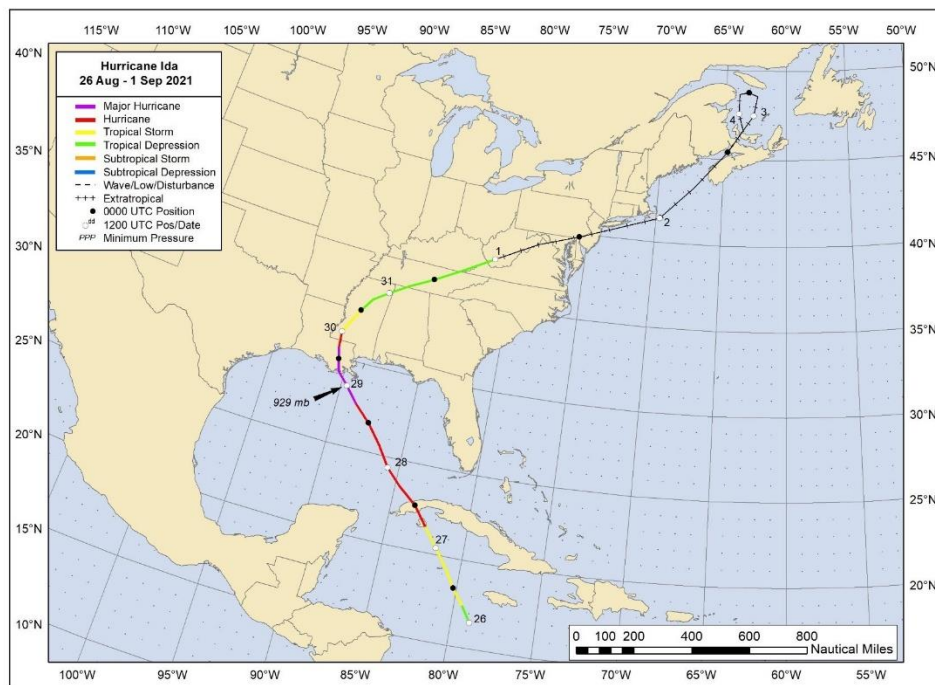 105°W 100°W 95°W 90°W 85°W 80°W 75°W 70°W 65°W 60°W 55°W 50°W
40°N
50°N
Hurricane Ida
26 Aug - 1 Sep 2021
Major Hurricane
Hurricane
Tropical Storm
Tropical Depression
Subtropical Storm
Subtropical Depression
Wave/Low/Disturbance
Extratropical
0000 UTC Position
dd 1200 UTC Pos/Date
PPP Minimum Pressure
4 3
35°N
45°N
2
30°N
1
40°N
31
30
35°N
25°N
29
929 mb
30°N
20°N
28
25°N
15°N
27
20°N
10°N
26
0 100 200 400 600 800
Nautical Miles
100°W 95°W 90°W 85°W 80°W 75°W 70°W 65°W 60°W 55°W